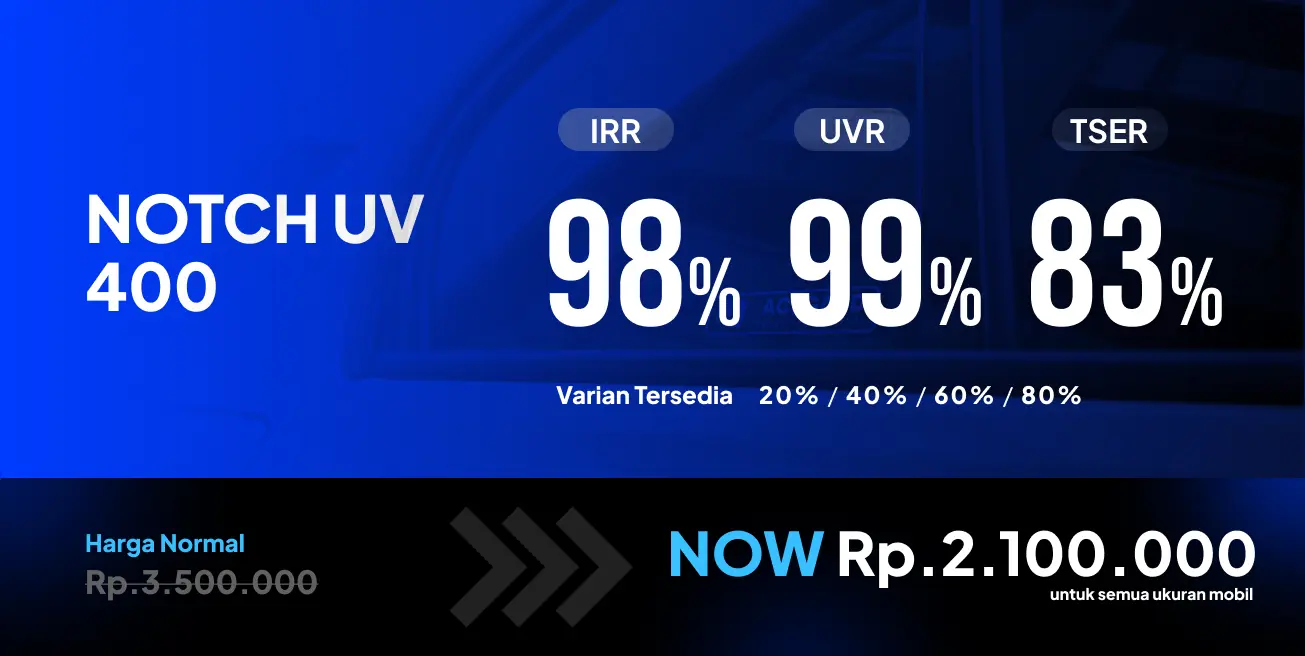 NOTCH UV
400
IRR
UVR
TSER
98%
99%
83%
Varian Tersedia 20% / 40% / 60% / 80%
Harga Normal
Rp.3.500.000
NOW Rp.2.100.000
untuk semua ukuran mobil